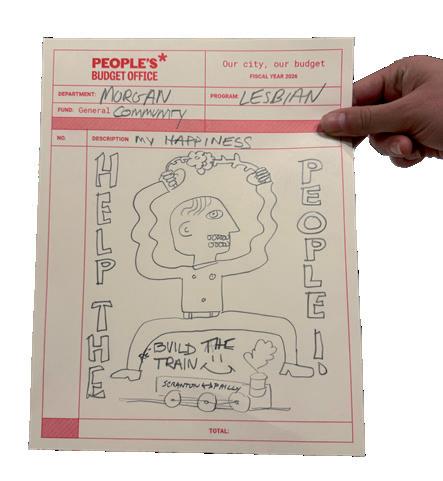 PEOPLE'S*
BUDGET OFFICE
Our city, our budget
FISCAL YEAR 2026
DEPARTMENT: MORGAN
PROGRAM: LESBIAN
FUND: General COMMUNITY
NO.
DESCRIPTION MY HAPPINESS
HELP THE
PEOPLE!
BUILD THE
TRAIN
SCRANTON ↔ PHILLY
TOTAL: